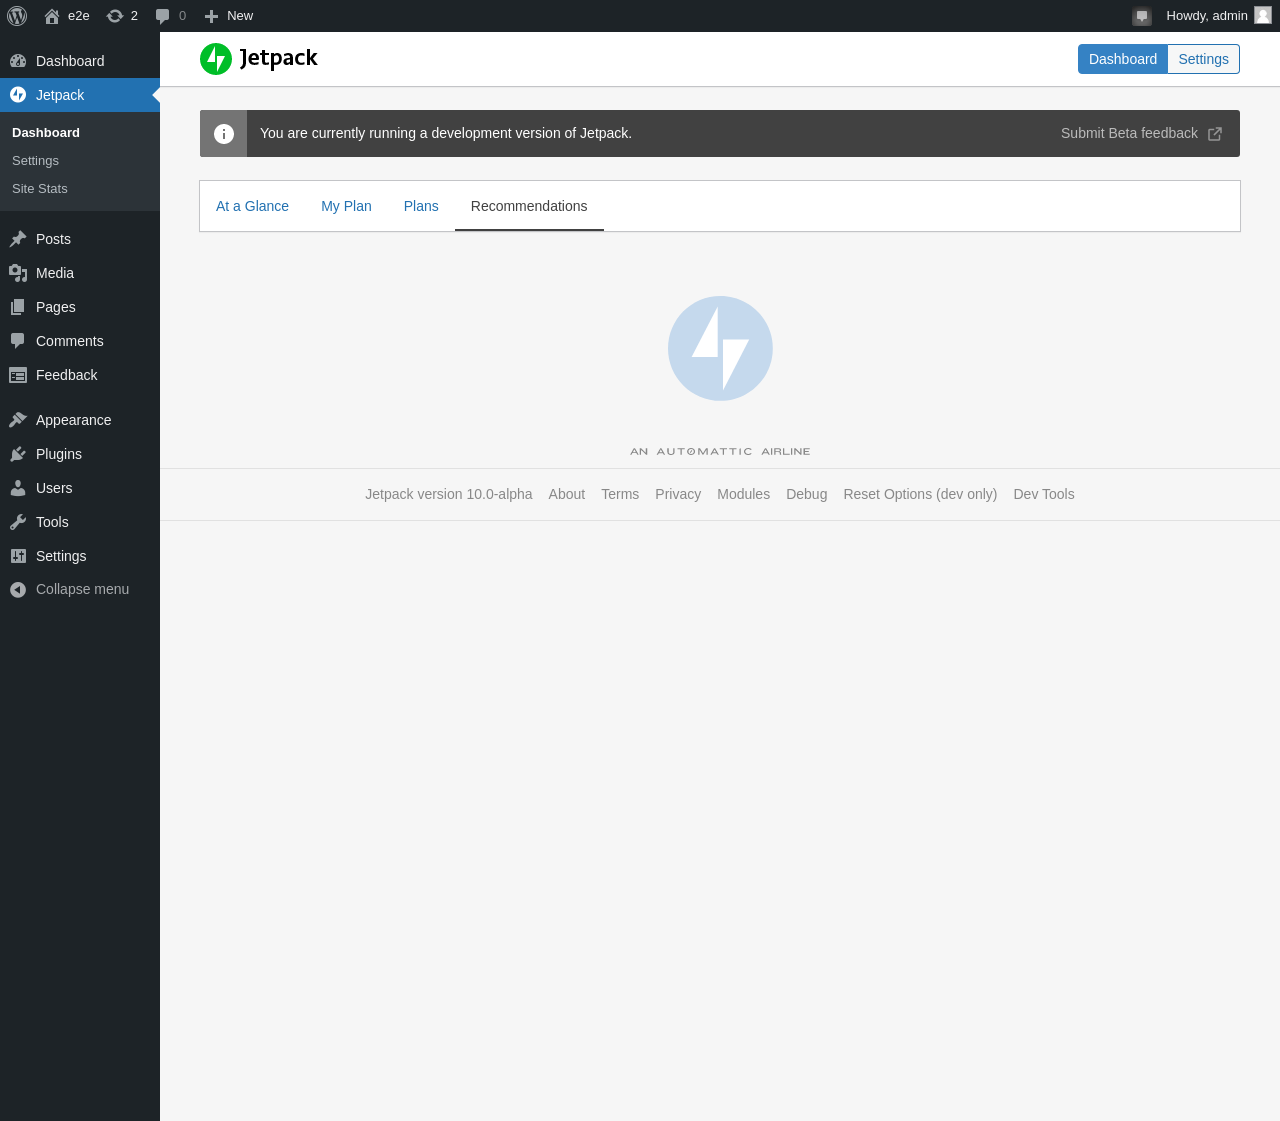 e2e 2 0 New Howdy, admin
Dashboard
Jetpack
Dashboard
Settings
Site Stats
Posts
Media
Pages
Comments
Feedback
Appearance
Plugins
Users
Tools
Settings
Collapse menu
Jetpack Dashboard Settings
You are currently running a development version of Jetpack. Submit Beta feedback
At a Glance My Plan Plans Recommendations
AN AUTOMATTIC AIRLINE
Jetpack version 10.0-alpha About Terms Privacy Modules Debug Reset Options (dev only) Dev Tools